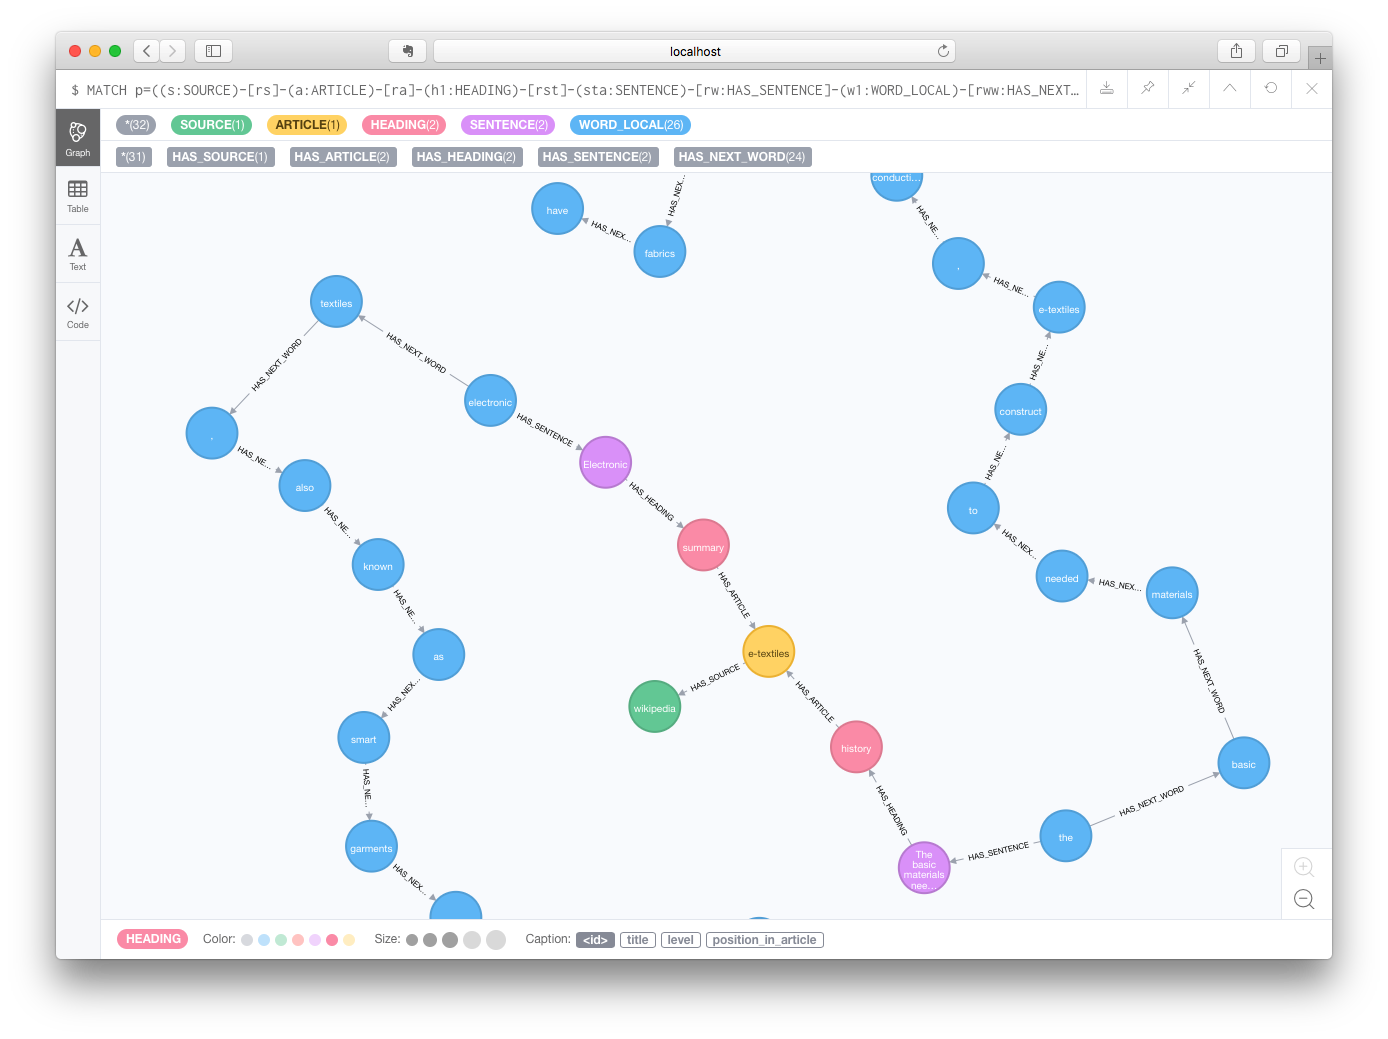 localhost
$ MATCH p=((s:SOURCE)-[rs]-(a:ARTICLE)-[ra]-(h1:HEADING)-[rst]-(sta:SENTENCE)-[rw:HAS_SENTENCE]-(w1:WORD_LOCAL)-[rww:HAS_NEXT…
Graph
Table
Text
Code
*(32) SOURCE(1) ARTICLE(1) HEADING(2) SENTENCE(2) WORD_LOCAL(26)
*(31) HAS_SOURCE(1) HAS_ARTICLE(2) HAS_HEADING(2) HAS_SENTENCE(2) HAS_NEXT_WORD(24)
conducti…
HAS_NEX…
have
HAS_NEX…
fabrics
HAS_NE…
,
HAS_NE…
e-textiles
textiles
HAS_NEXT_WORD
HAS_NEXT_WORD
HAS_NE…
electronic
construct
HAS_SENTENCE
,
HAS_NE…
Electronic
HAS_NE…
also
HAS_HEADING
to
HAS_NE…
summary
HAS_NEX…
known
needed
HAS_NEX…
materials
HAS_ARTICLE
HAS_NE…
as
e-textiles
HAS_SOURCE
HAS_NEX…
HAS_ARTICLE
HAS_NEXT_WORD
wikipedia
smart
history
basic
HAS_NE…
HAS_NEXT_WORD
HAS_HEADING
the
garments
HAS_SENTENCE
The
basic
materials
nee…
HAS_NEX…
HEADING Color: Size: Caption: <id> title level position_in_article